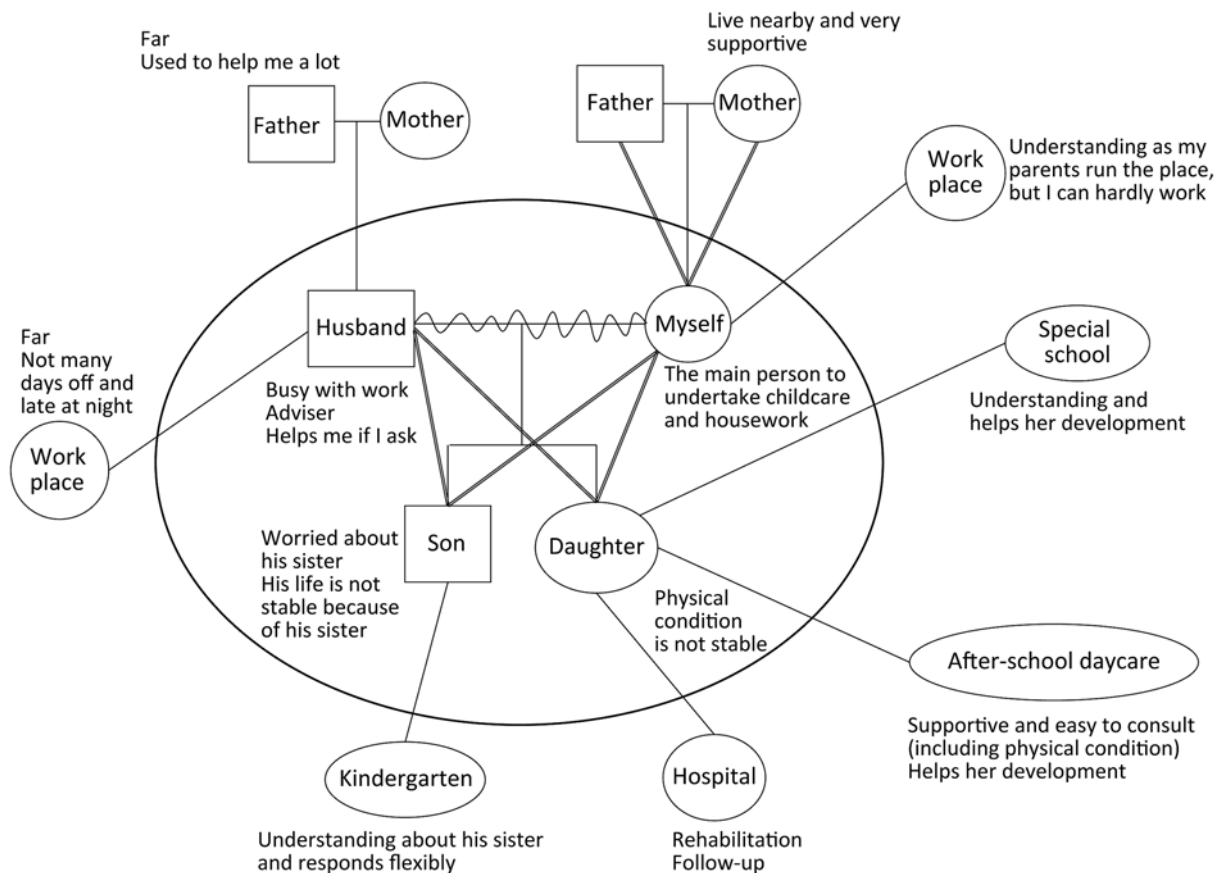 Far
Used to help me a lot
Father
Mother
Live nearby and very
supportive
Father
Mother
Work
place
Understanding as my
parents run the place,
but I can hardly work
Husband
Myself
Far
Not many
days off and
late at night
Work
place
Busy with work
Adviser
Helps me if I ask
The main person to
undertake childcare
and housework
Special
school
Understanding and
helps her development
Worried about
his sister
His life is not
stable because
of his sister
Son
Daughter
Physical
condition
is not stable
After-school daycare
Supportive and easy to consult
(including physical condition)
Helps her development
Kindergarten
Understanding about his sister
and responds flexibly
Hospital
Rehabilitation
Follow-up